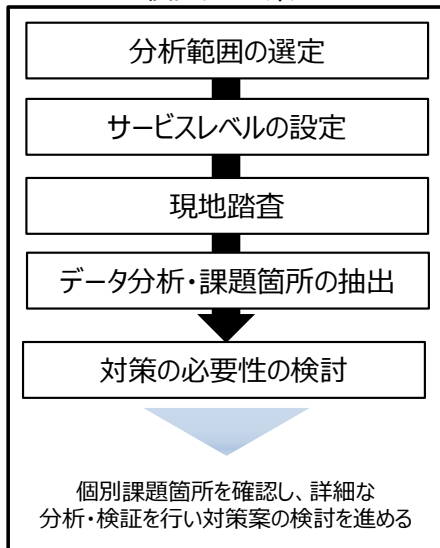 分析範囲の選定
サービスレベルの設定
現地踏査
データ分析・課題箇所の抽出
対策の必要性の検討
個別課題箇所を確認し、詳細な
分析・検証を行い対策案の検討を進める